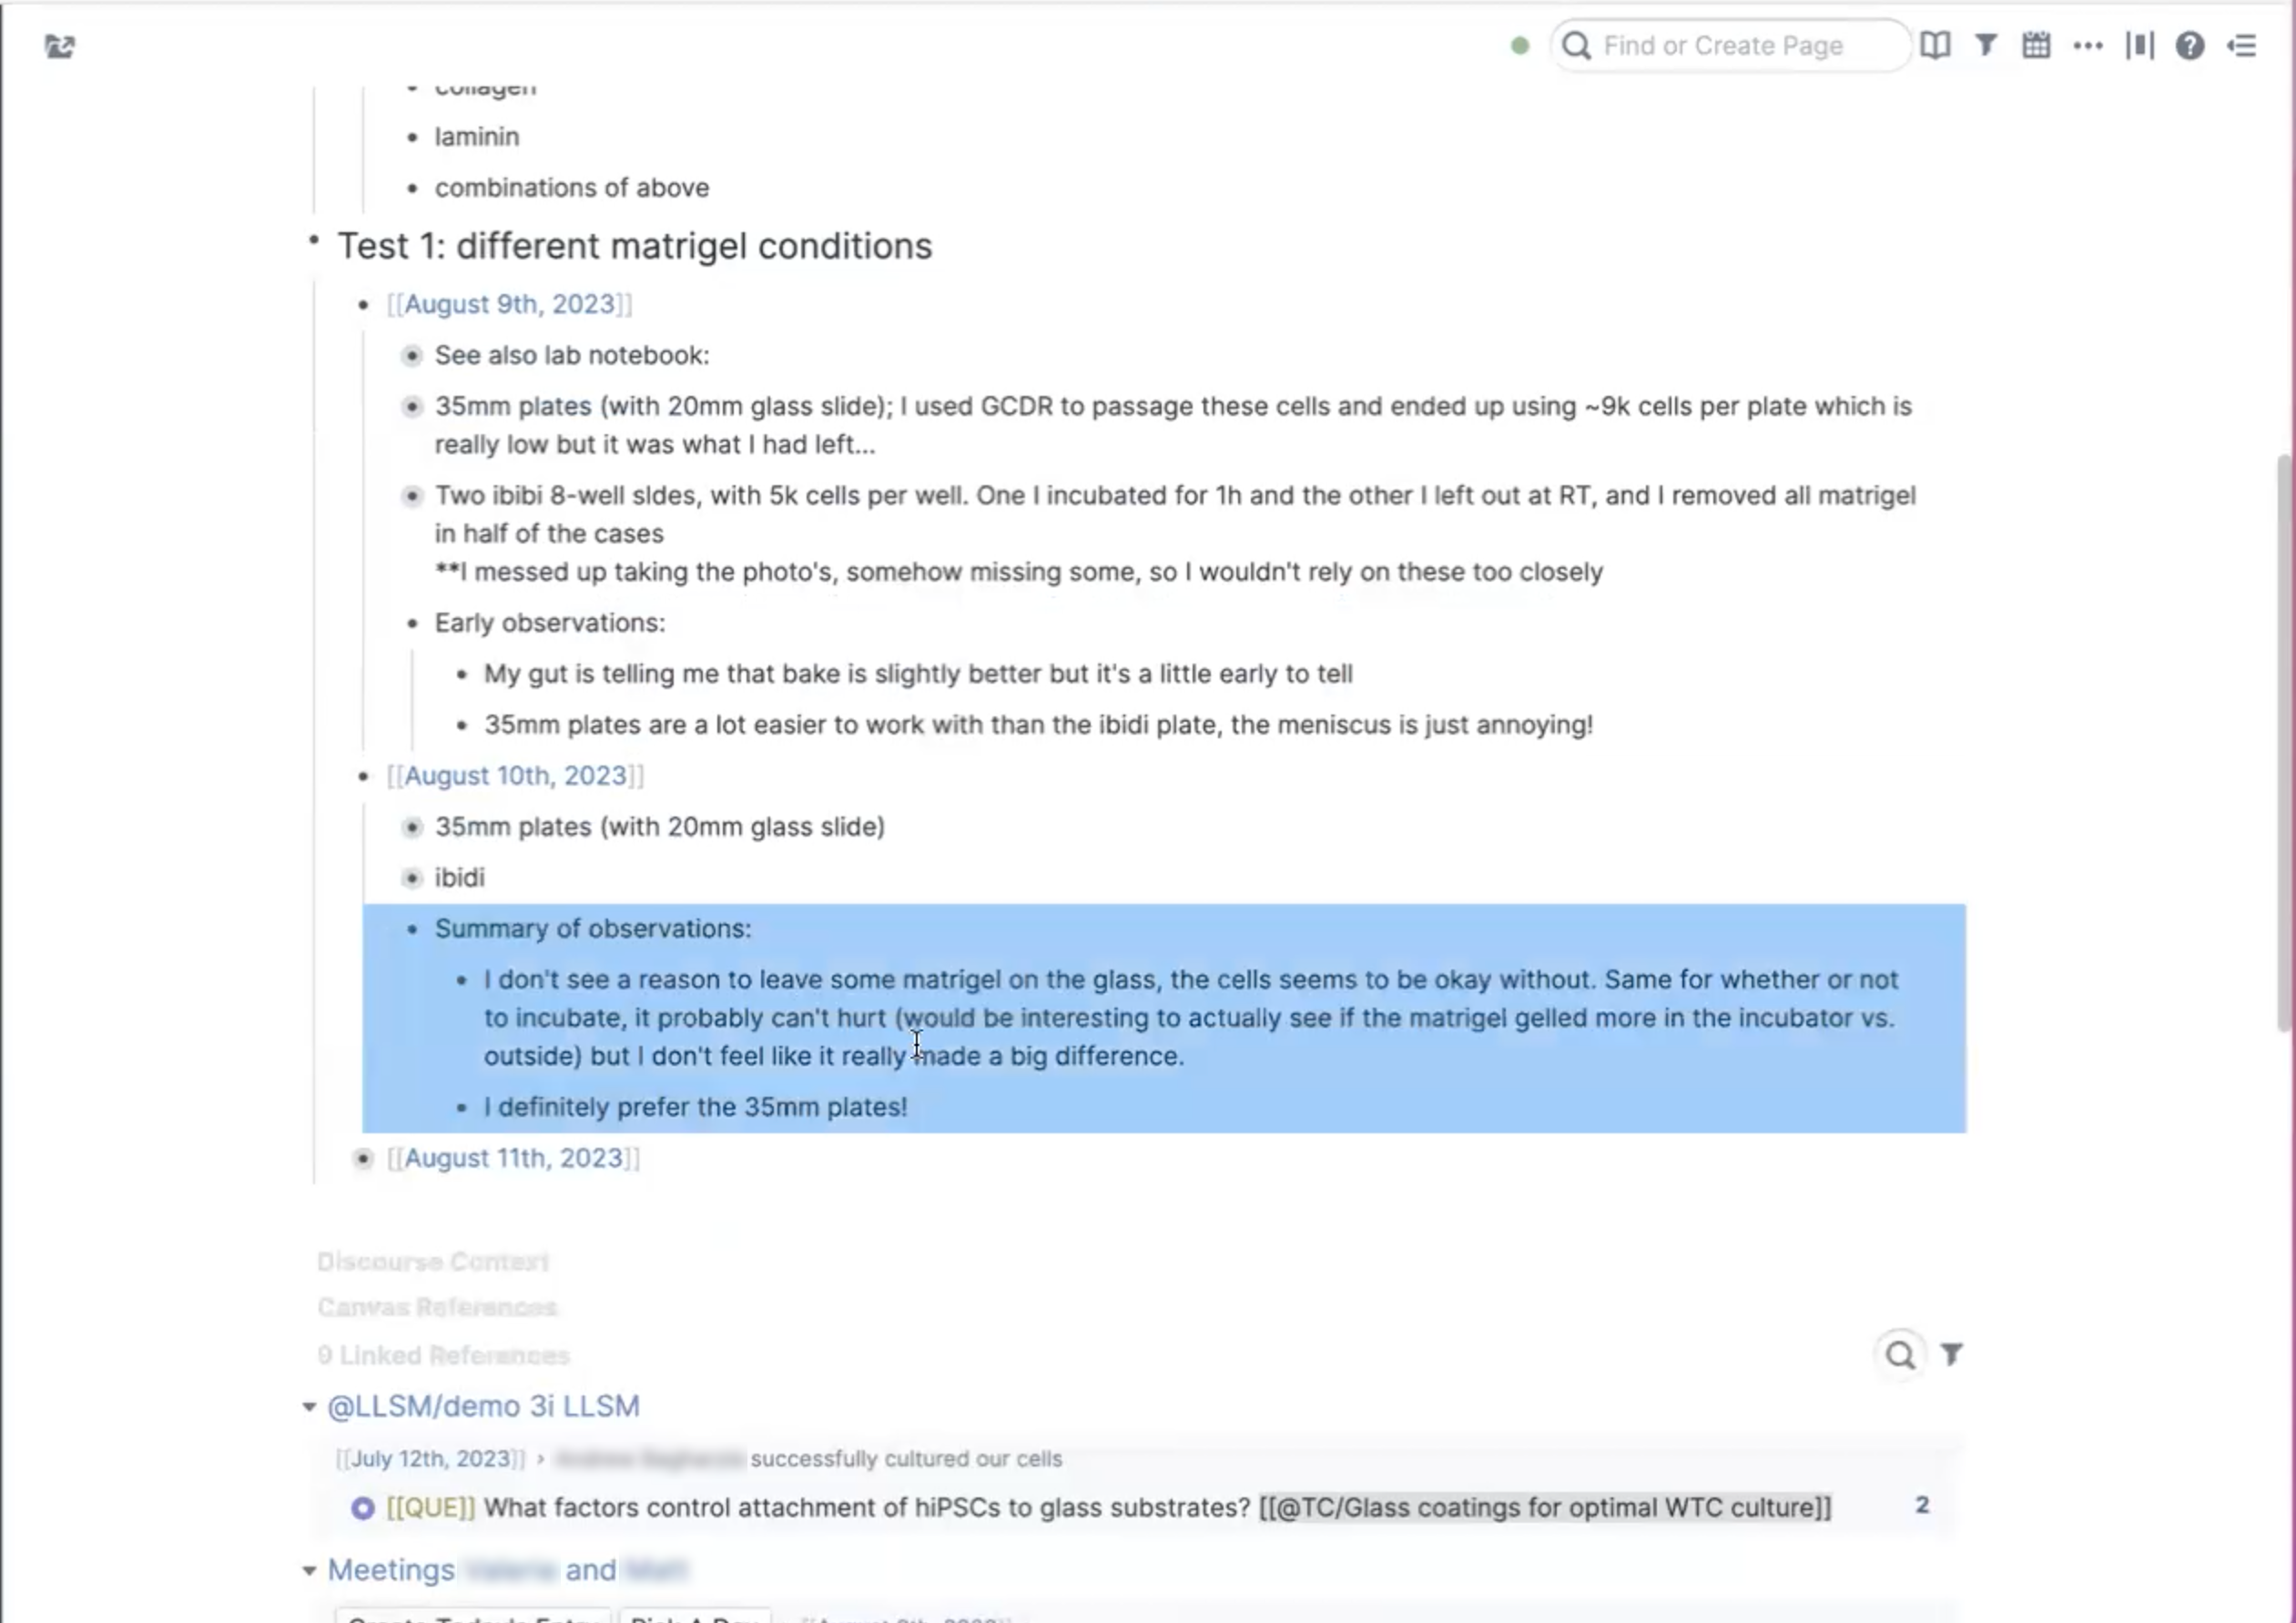 Find or Create Page
collagen
laminin
combinations of above
Test 1: different matrigel conditions
[[August 9th, 2023]]
See also lab notebook:
35mm plates (with 20mm glass slide); I used GCDR to passage these cells and ended up using ~9k cells per plate which is
really low but it was what I had left...
Two ibibi 8-well sldes, with 5k cells per well. One I incubated for 1h and the other I left out at RT, and I removed all matrigel
in half of the cases
**I messed up taking the photo's, somehow missing some, so I wouldn't rely on these too closely
Early observations:
My gut is telling me that bake is slightly better but it's a little early to tell
35mm plates are a lot easier to work with than the ibidi plate, the meniscus is just annoying!
[[August 10th, 2023]]
35mm plates (with 20mm glass slide)
ibidi
Summary of observations:
I don't see a reason to leave some matrigel on the glass, the cells seems to be okay without. Same for whether or not
to incubate, it probably can't hurt (would be interesting to actually see if the matrigel gelled more in the incubator vs.
outside) but I don't feel like it really made a big difference.
I definitely prefer the 35mm plates!
[[August 11th, 2023]]
Discourse Context
Canvas References
9 Linked References
@LLSM/demo 3i LLSM
[[July 12th, 2023]] › successfully cultured our cells
[[QUE]] What factors control attachment of hiPSCs to glass substrates? [[@TC/Glass coatings for optimal WTC culture]] 2
Meetings and